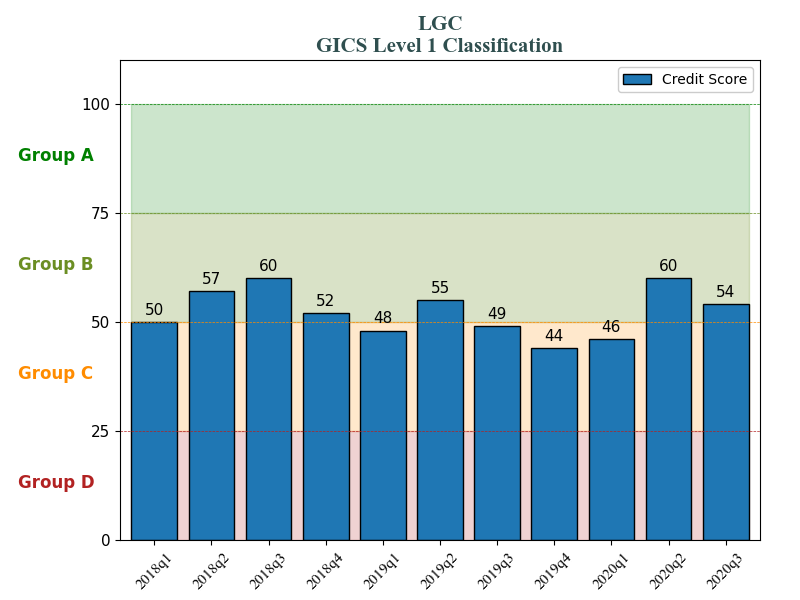 LGC
GICS Level 1 Classification
Credit Score
100
Group A
75
Group B
50
Group C
25
Group D
0
50
57
60
52
48
55
49
44
46
60
54
2018q1
2018q2
2018q3
2018q4
2019q1
2019q2
2019q3
2019q4
2020q1
2020q2
2020q3